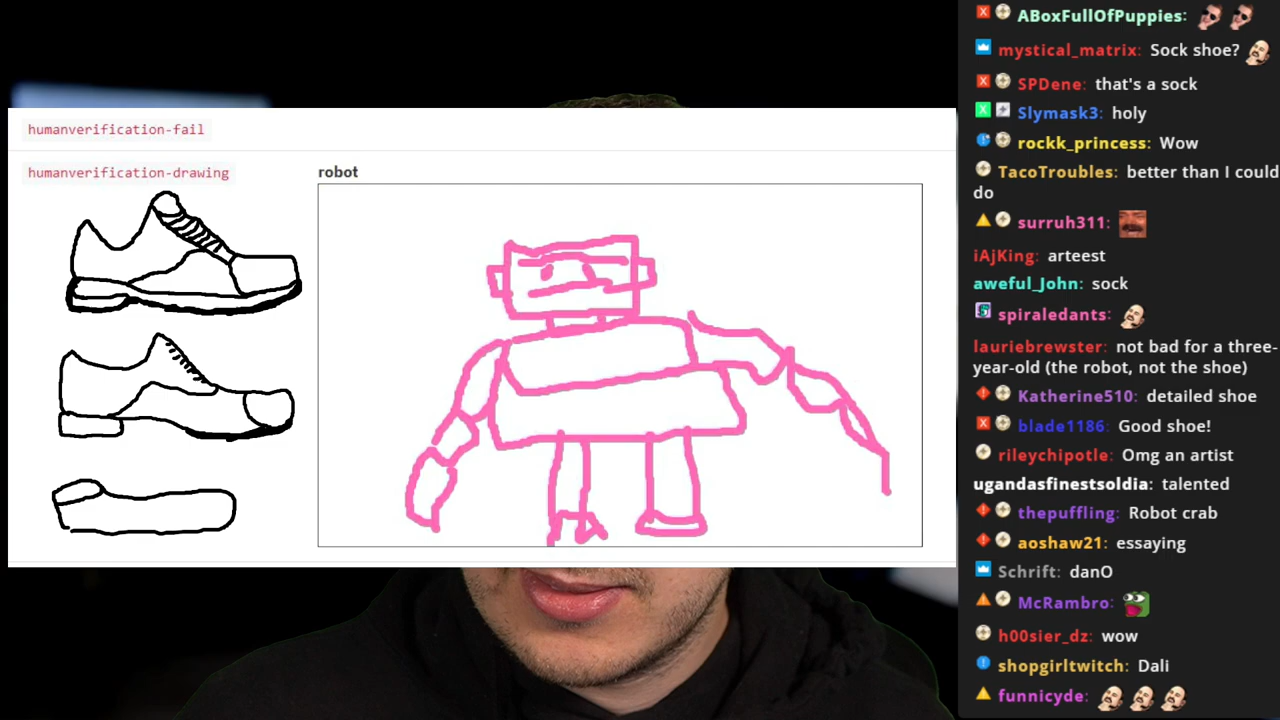 humanverification-fail
humanverification-drawing
robot
ABoxFullOfPuppies:
mystical_matrix: Sock shoe?
SPDene: that's a sock
Slymask3: holy
rockk_princess: Wow
TacoTroubles: better than I could
do
surruh311:
iAjKing: arteest
aweful_John: sock
spiraledants:
lauriebrewster: not bad for a three-
year-old (the robot, not the shoe)
Katherine510: detailed shoe
blade1186: Good shoe!
rileychipotle: Omg an artist
ugandasfinestsoldia: talented
thepuffling: Robot crab
aoshaw21: essaying
Schrift: danO
McRambro:
h00sier_dz: wow
shopgirltwitch: Dali
funnicyde: